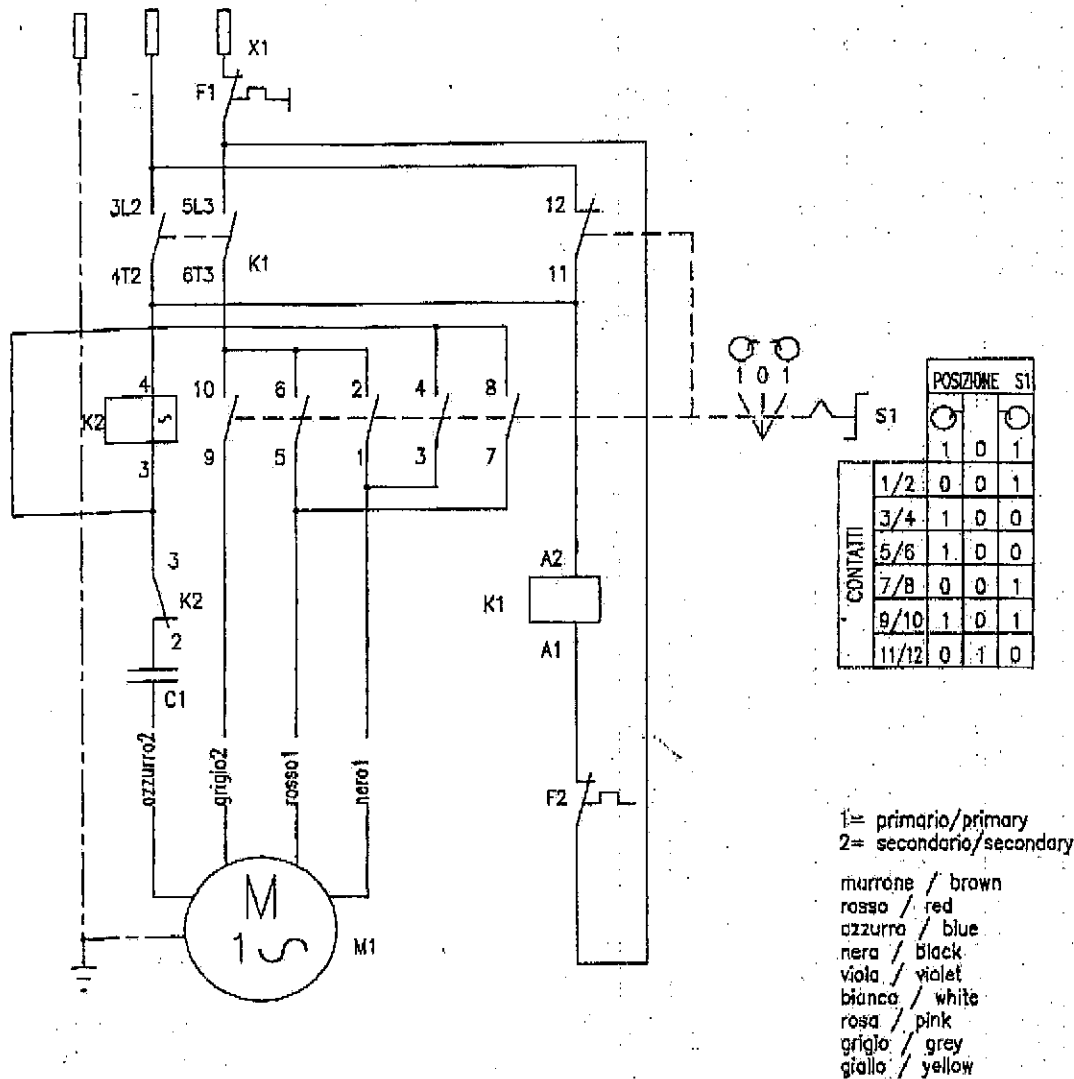 X1
F1
3L2 5L3 12
4T2 6T3 K1 11
1 0 1
4 10 6 2 4 8
K2 S
3 9 5 1 3 7
S1
POSIZIONE S1
1 0 1
CONTATTI
1/2 0 0 1
3/4 1 0 0
5/6 1 0 0
7/8 0 0 1
9/10 1 0 1
11/12 0 1 0
3
K2
2
C1
A2
K1
A1
azzurro2
grigio2
rosso1
nero1
F2
M
1
M1
1= primario/primary
2= secondario/secondary
marrone / brown
rosso / red
azzurro / blue
nera / black
viola / violet
bianco / white
rosa / pink
grigio / grey
giallo / yellow